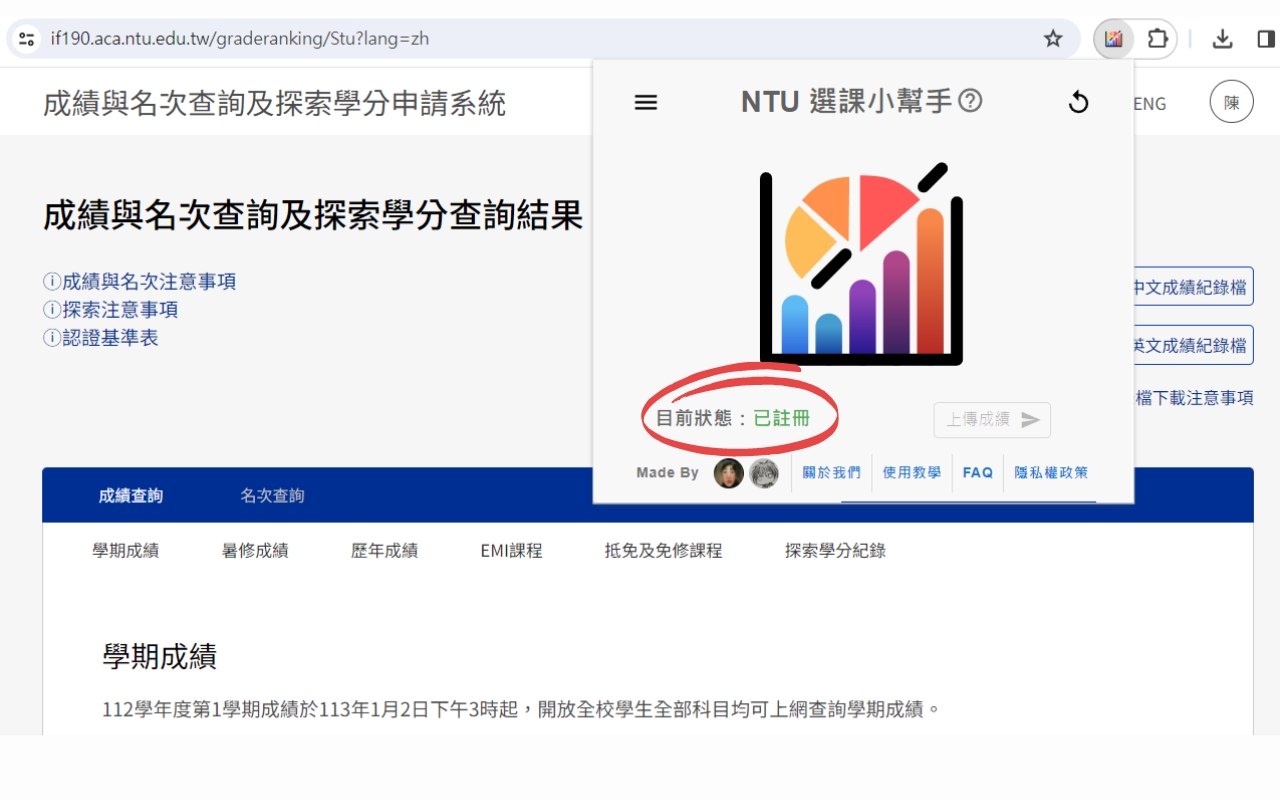 if190.aca.ntu.edu.tw/graderanking/Stu?lang=zh
成績與名次查詢及探索學分申請系統
ENG
陳
NTU 選課小幫手
成績與名次查詢及探索學分查詢結果
成績與名次注意事項
探索注意事項
認證基準表
中文成績紀錄檔
英文成績紀錄檔
檔下載注意事項
目前狀態：已註冊
上傳成績
Made By
關於我們
使用教學
FAQ
隱私權政策
成績查詢
名次查詢
學期成績
暑修成績
歷年成績
EMI課程
抵免及免修課程
探索學分紀錄
學期成績
112學年度第1學期成績於113年1月2日下午3時起，開放全校學生全部科目均可上網查詢學期成績。